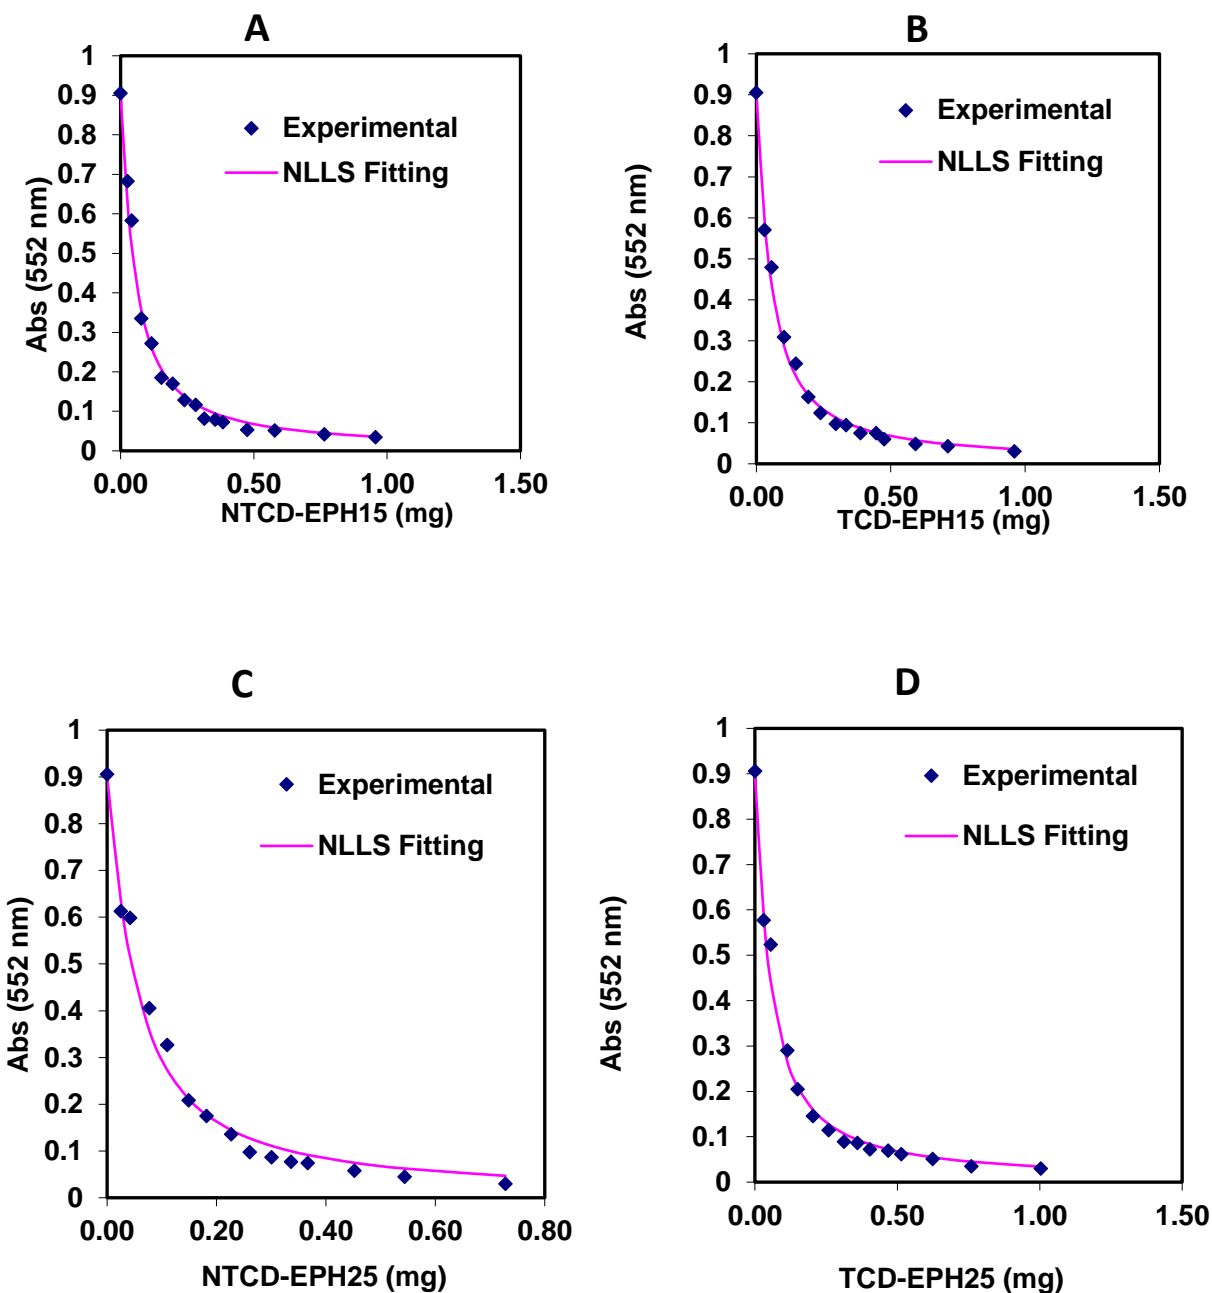 A
1
0.9
0.8
0.7
0.6
0.5
0.4
0.3
0.2
0.1
0
Abs (552 nm)
Experimental
NLLS Fitting
0.00 0.50 1.00 1.50
NTCD-EPH15 (mg)
B
1
0.9
0.8
0.7
0.6
0.5
0.4
0.3
0.2
0.1
0
Abs (552 nm)
Experimental
NLLS Fitting
0.00 0.50 1.00 1.50
TCD-EPH15 (mg)
C
1
0.9
0.8
0.7
0.6
0.5
0.4
0.3
0.2
0.1
0
Abs (552 nm)
Experimental
NLLS Fitting
0.00 0.20 0.40 0.60 0.80
NTCD-EPH25 (mg)
D
1
0.9
0.8
0.7
0.6
0.5
0.4
0.3
0.2
0.1
0
Abs (552 nm)
Experimental
NLLS Fitting
0.00 0.50 1.00 1.50
TCD-EPH25 (mg)